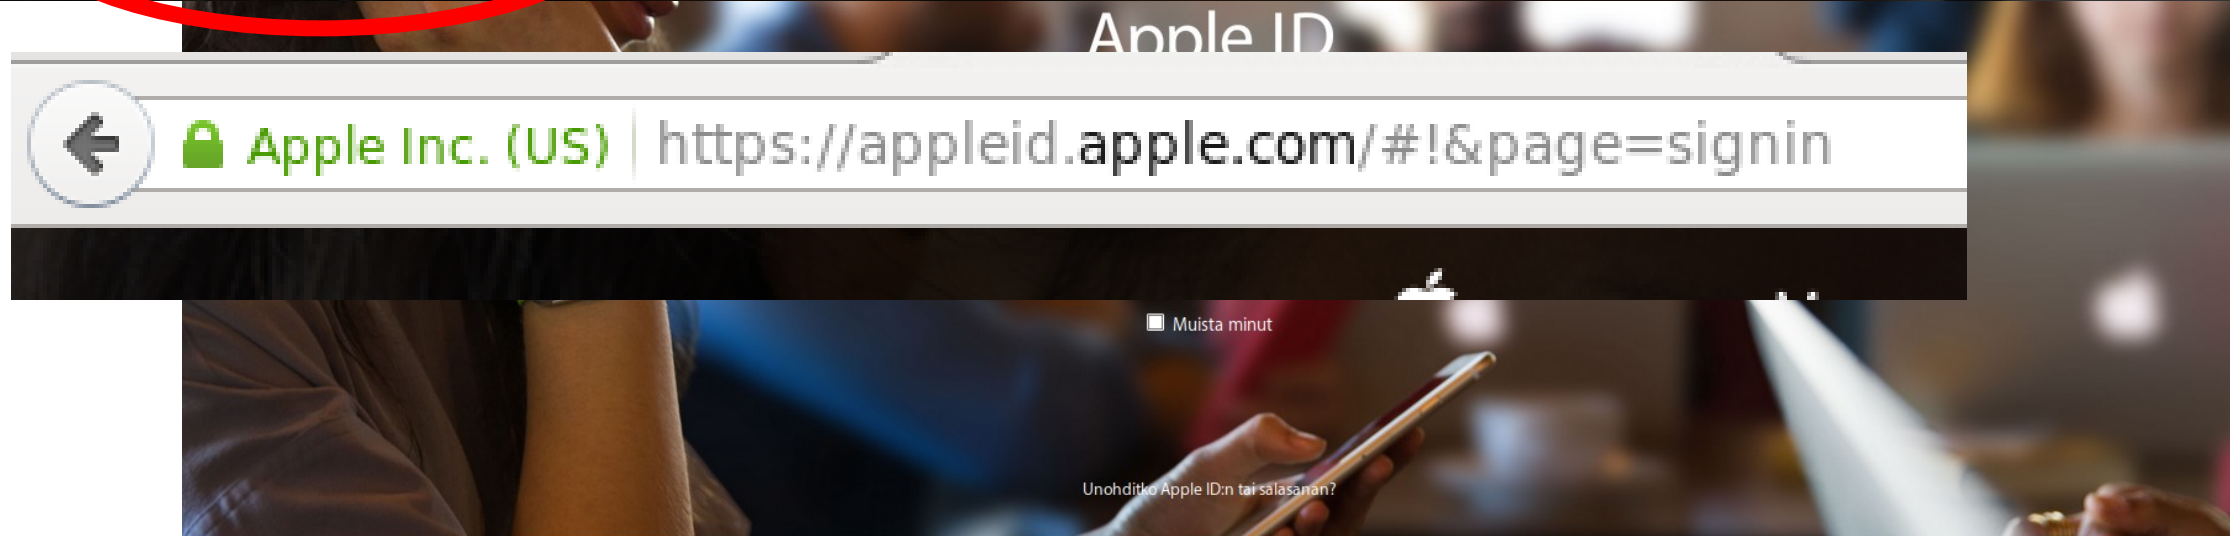 Apple ID
Apple Inc. (US) https://appleid.apple.com/#!&page=signin
Muista minut
Unohditko Apple ID:n tai salasanan?